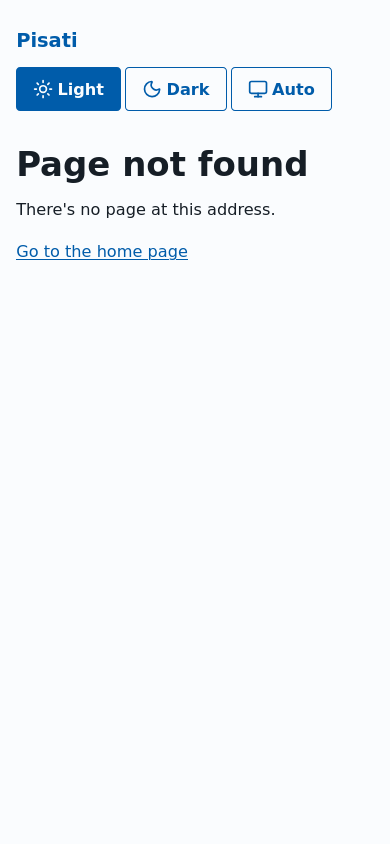 Pisati
Light Dark Auto
Page not found
There's no page at this address.
Go to the home page